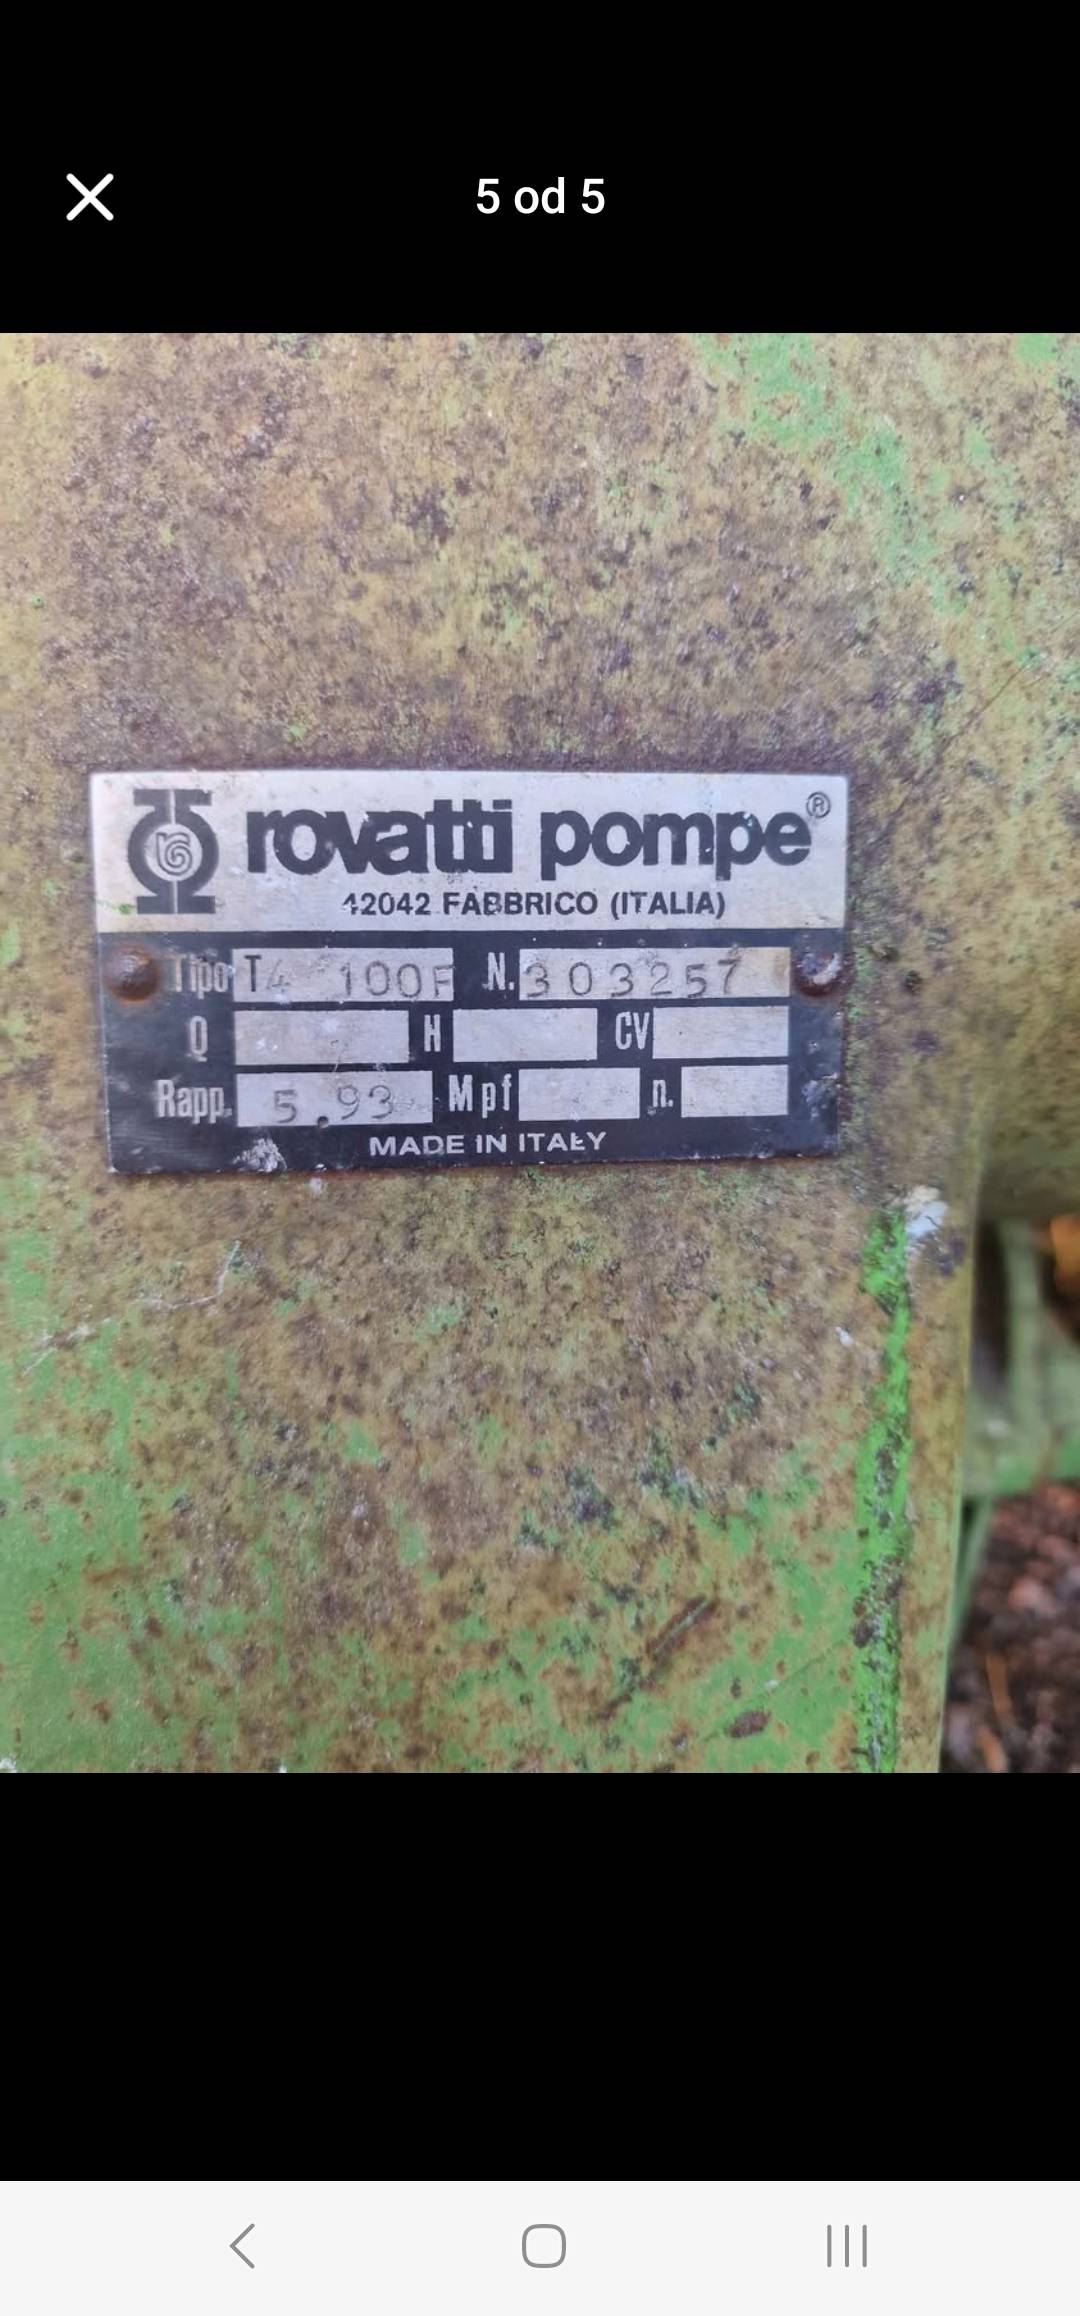 5 od 5
rovatti pompe®
42042 FABBRICO (ITALIA)
Tipo T4 100F N. 303257
Q H CV
Rapp. 5.93 Mpf n.
MADE IN ITALY